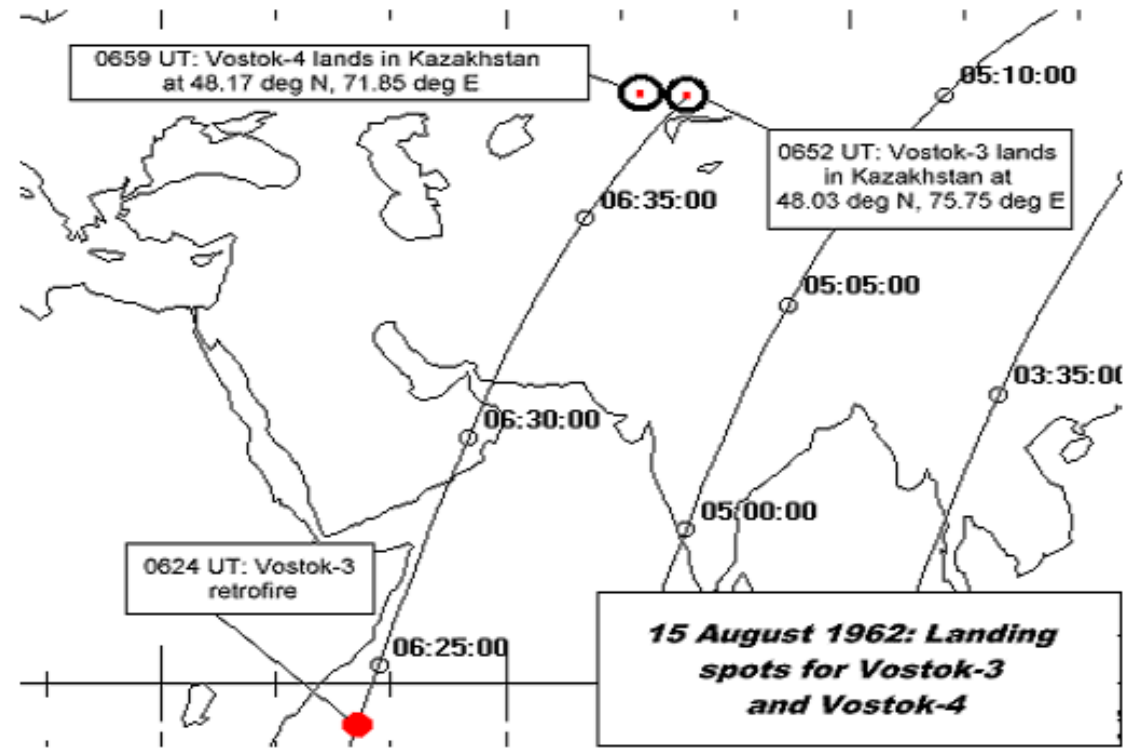 0659 UT: Vostok-4 lands in Kazakhstan
at 48.17 deg N, 71.85 deg E
05:10:00
0652 UT: Vostok-3 lands
in Kazakhstan at
48.03 deg N, 75.75 deg E
06:35:00
05:05:00
03:35:00
06:30:00
05:00:00
0624 UT: Vostok-3
retrofire
06:25:00
15 August 1962: Landing
spots for Vostok-3
and Vostok-4